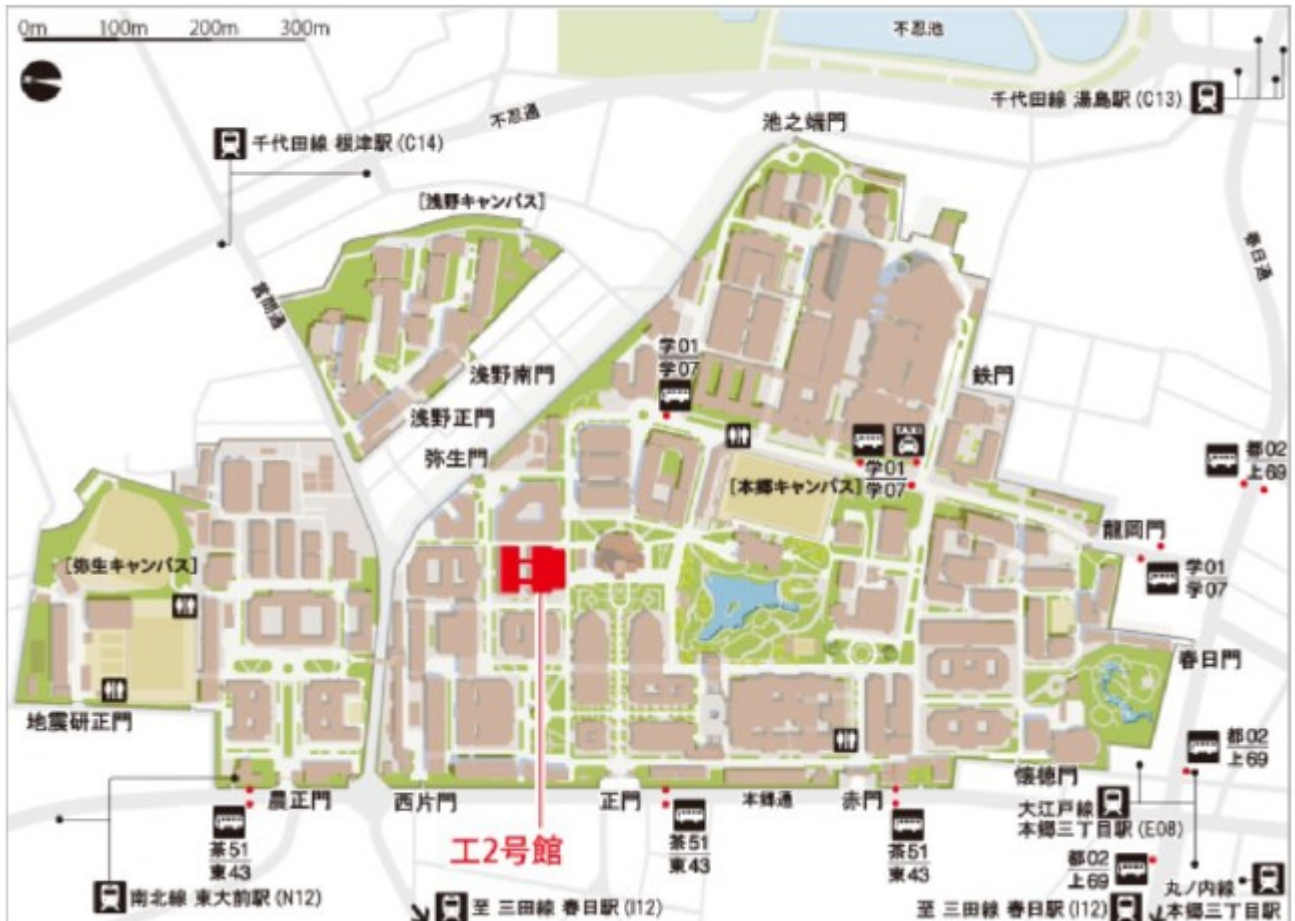 0m 100m 200m 300m
不忍池
千代田線 湯島駅 (C13)
不忍通
池之端門
千代田線 根津駅 (C14)
[浅野キャンパス]
春日通
言問通
学01
学07
浅野南門
鉄門
浅野正門
弥生門
TAXI
学01
学07
[本郷キャンパス]
都02
上69
龍岡門
[弥生キャンパス]
学01
学07
春日門
地震研正門
都02
上69
懐徳門
農正門
西片門
正門
本郷通
赤門
大江戸線
本郷三丁目駅 (E08)
茶51
東43
工2号館
茶51
東43
茶51
東43
都02
上69
丸ノ内線
本郷三丁目駅
南北線 東大前駅 (N12)
至 三田線 春日駅 (I12)
至 三田線 春日駅 (I12)